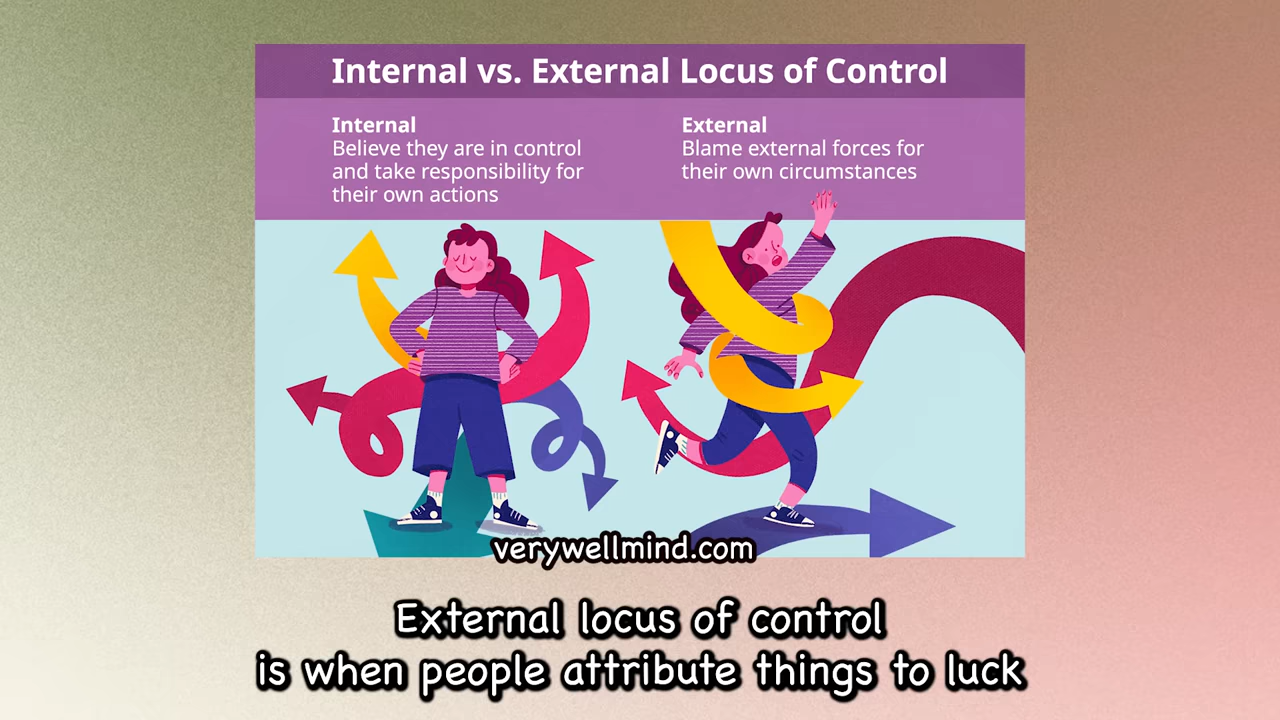 Internal vs. External Locus of Control
Internal
Believe they are in control
and take responsibility for
their own actions
External
Blame external forces for
their own circumstances
verywellmind.com
External locus of control
is when people attribute things to luck